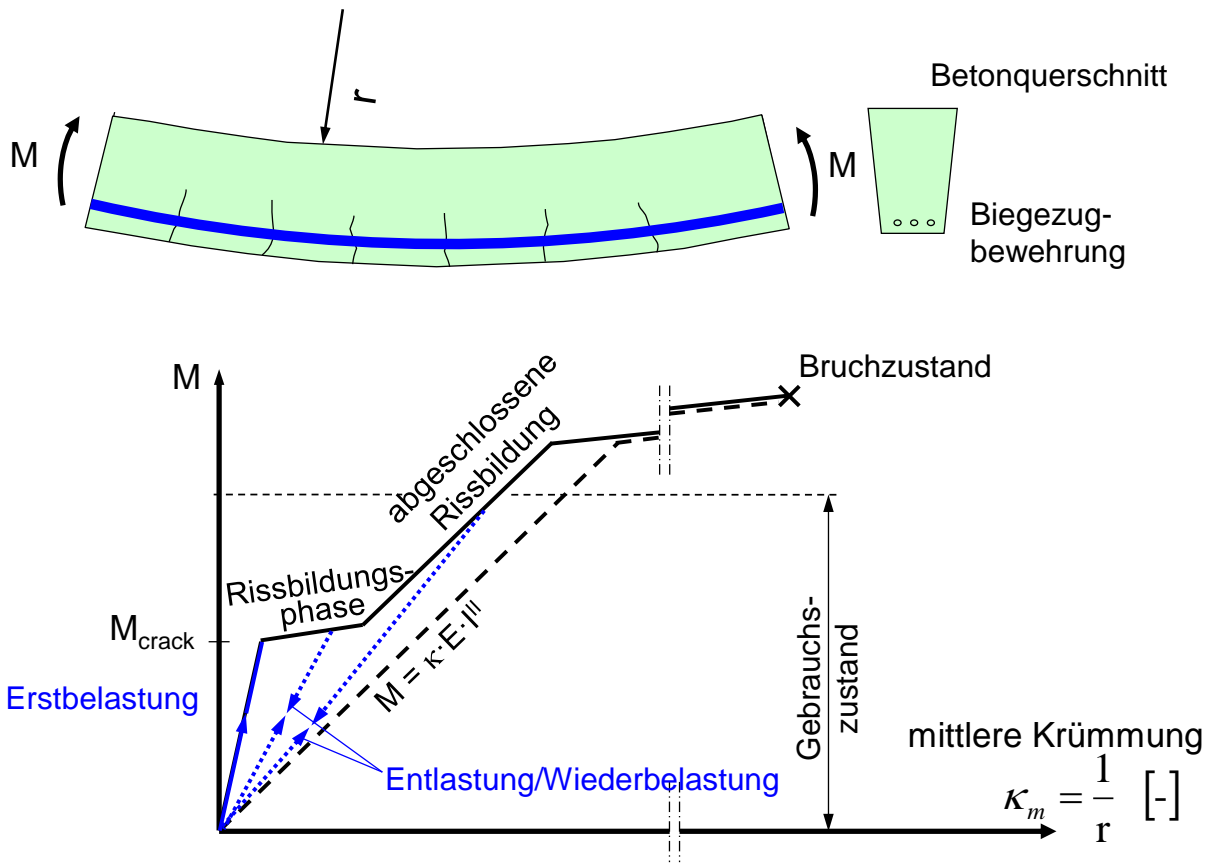 r
Betonquerschnitt
M
M
Biegezug-
bewehrung
M
Bruchzustand
abgeschlossene
Rissbildung
Rissbildungs-
phase
M = κ·E·I^II
M_crack
Gebrauchs-
zustand
Erstbelastung
Entlastung/Wiederbelastung
mittlere Krümmung
κ_m = 1/r [-]